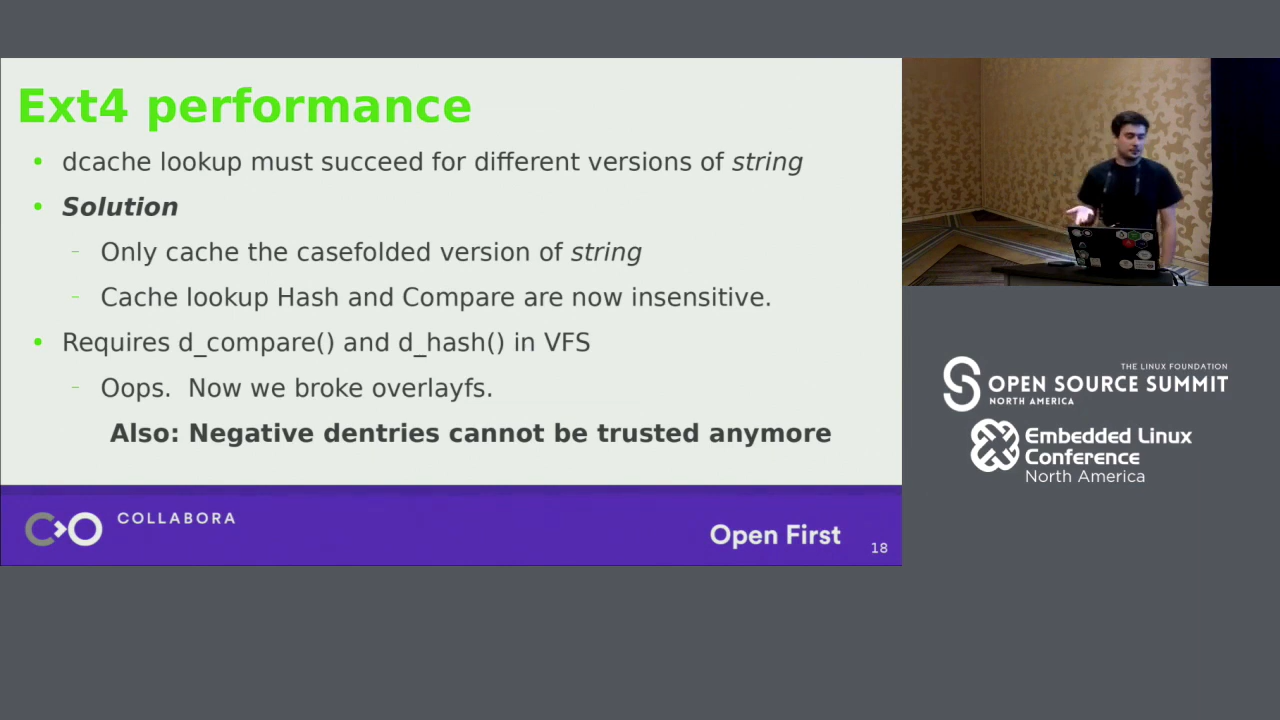 Ext4 performance
• dcache lookup must succeed for different versions of string
• Solution
– Only cache the casefolded version of string
– Cache lookup Hash and Compare are now insensitive.
• Requires d_compare() and d_hash() in VFS
– Oops. Now we broke overlayfs.
Also: Negative dentries cannot be trusted anymore
COLLABORA
Open First
18
THE LINUX FOUNDATION
OPEN SOURCE SUMMIT
NORTH AMERICA
Embedded Linux
Conference
North America